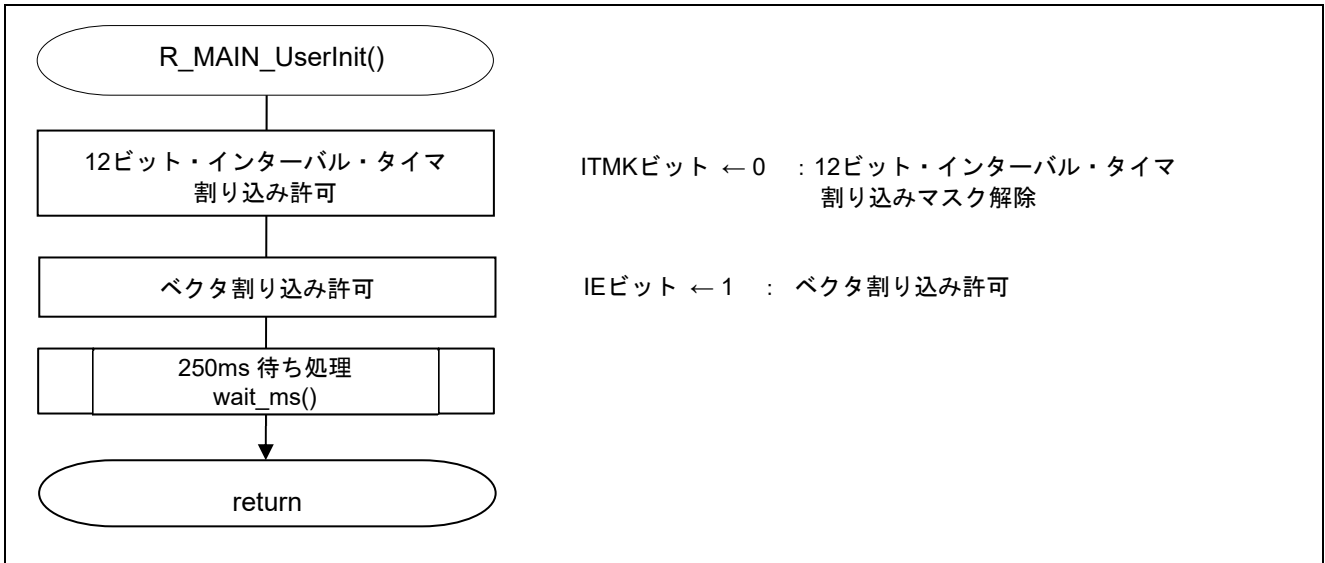 R_MAIN_UserInit()
12ビット・インターバル・タイマ
割り込み許可
ITMKビット ← 0 : 12ビット・インターバル・タイマ
割り込みマスク解除
ベクタ割り込み許可
IEビット ← 1 : ベクタ割り込み許可
250ms 待ち処理
wait_ms()
return